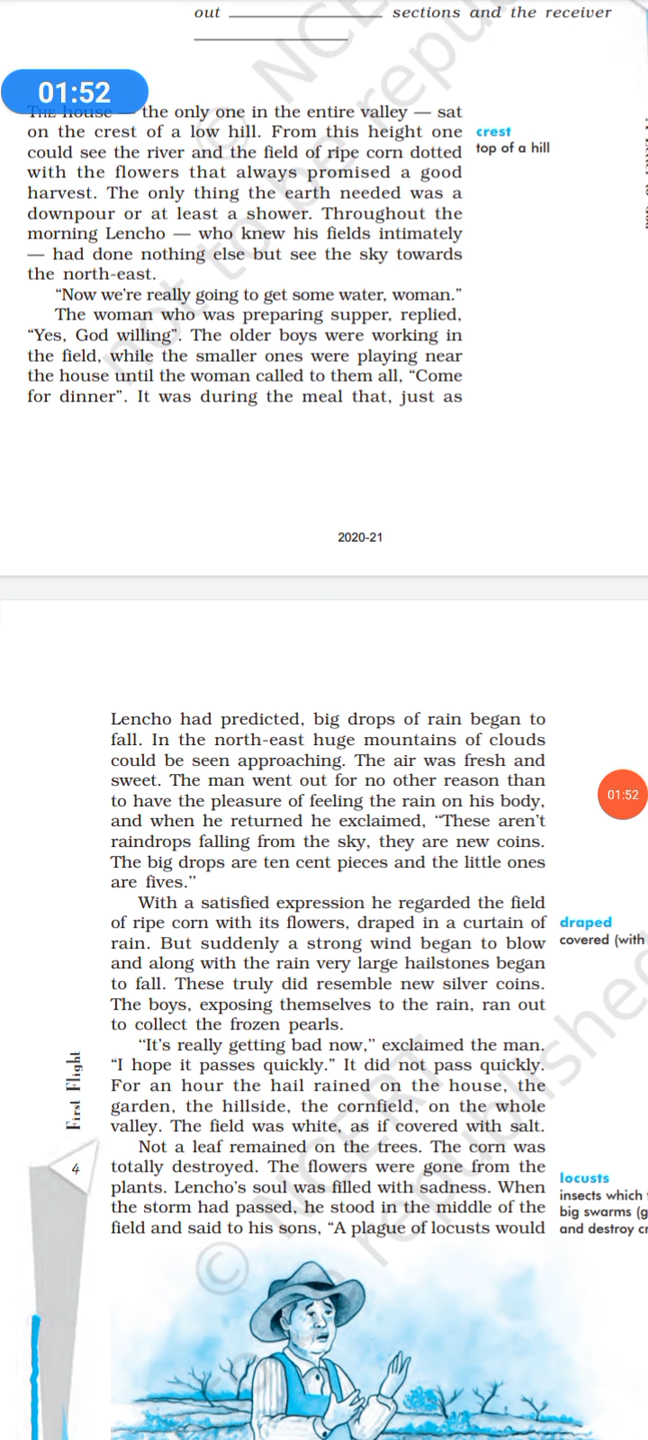 out ________________ sections and the receiver
________________
01:52
THE house — the only one in the entire valley — sat
on the crest of a low hill. From this height one
could see the river and the field of ripe corn dotted
with the flowers that always promised a good
harvest. The only thing the earth needed was a
downpour or at least a shower. Throughout the
morning Lencho — who knew his fields intimately
— had done nothing else but see the sky towards
the north-east.
crest
top of a hill
“Now we’re really going to get some water, woman.”
The woman who was preparing supper, replied,
“Yes, God willing”. The older boys were working in
the field, while the smaller ones were playing near
the house until the woman called to them all, “Come
for dinner”. It was during the meal that, just as
2020-21
Lencho had predicted, big drops of rain began to
fall. In the north-east huge mountains of clouds
could be seen approaching. The air was fresh and
sweet. The man went out for no other reason than
to have the pleasure of feeling the rain on his body,
and when he returned he exclaimed, “These aren’t
raindrops falling from the sky, they are new coins.
The big drops are ten cent pieces and the little ones
are fives.”
01:52
With a satisfied expression he regarded the field
of ripe corn with its flowers, draped in a curtain of
rain. But suddenly a strong wind began to blow
and along with the rain very large hailstones began
to fall. These truly did resemble new silver coins.
The boys, exposing themselves to the rain, ran out
to collect the frozen pearls.
draped
covered (with
“It’s really getting bad now,” exclaimed the man.
“I hope it passes quickly.” It did not pass quickly.
For an hour the hail rained on the house, the
garden, the hillside, the cornfield, on the whole
valley. The field was white, as if covered with salt.
Not a leaf remained on the trees. The corn was
totally destroyed. The flowers were gone from the
plants. Lencho’s soul was filled with sadness. When
the storm had passed, he stood in the middle of the
field and said to his sons, “A plague of locusts would
locusts
insects which
big swarms (g
and destroy cr
First Flight
4
© NCERT
not to be republished
© NCERT
republished